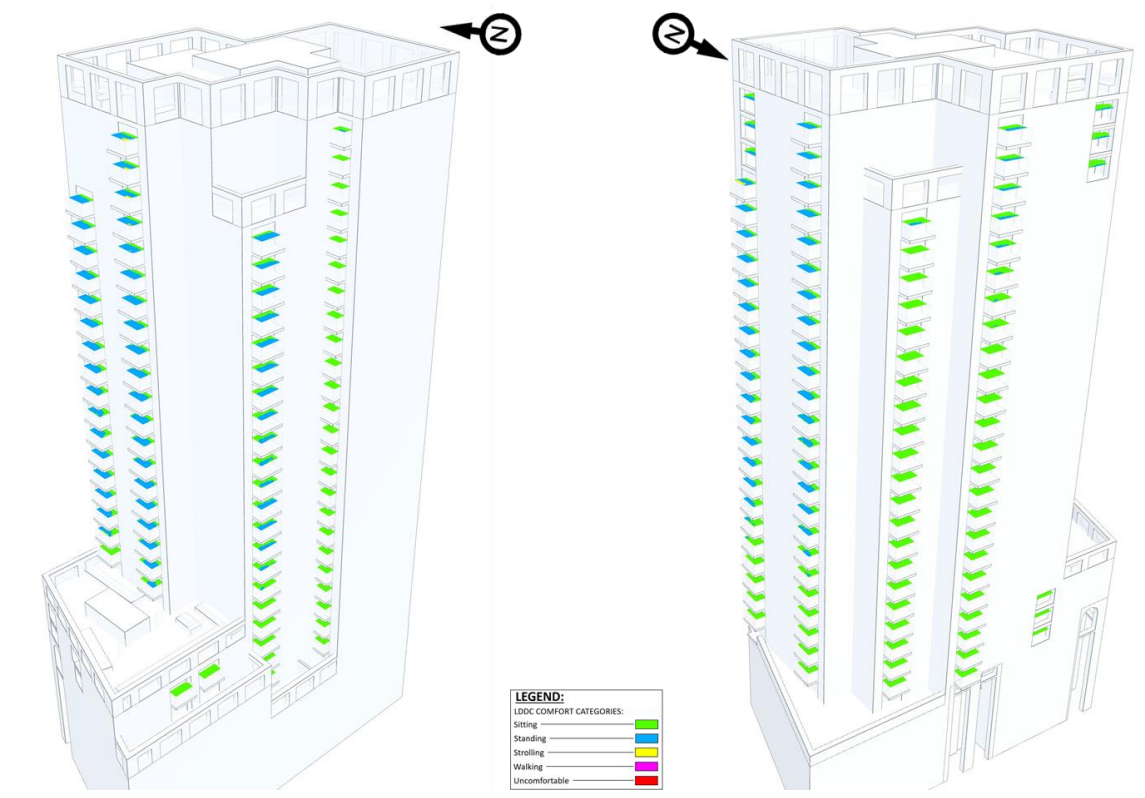 N
N
LEGEND:
LDDC COMFORT CATEGORIES:
Sitting
Standing
Strolling
Walking
Uncomfortable